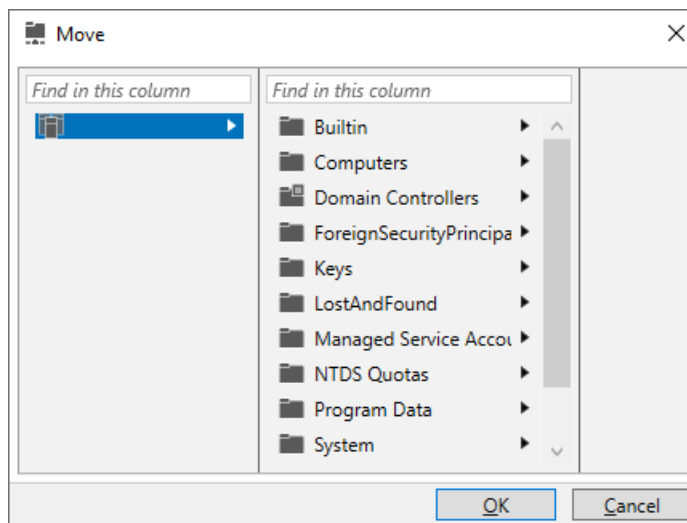 Move
Find in this column
Find in this column
Builtin
Computers
Domain Controllers
ForeignSecurityPrincipa
Keys
LostAndFound
Managed Service Accou
NTDS Quotas
Program Data
System
OK
Cancel